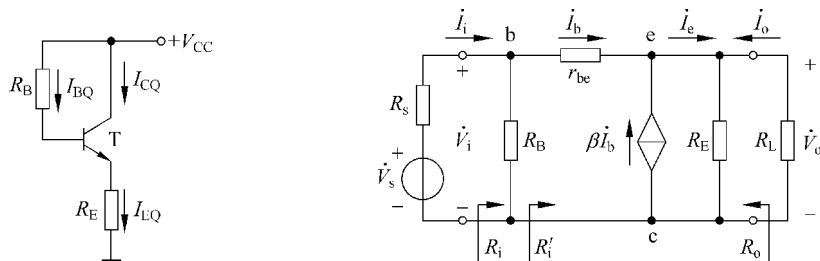 +V_CC
R_B
I_BQ
I_CQ
T
R_E
I_EQ
İ_i
b
İ_b
e
İ_e
İ_o
+
+
r_be
R_s
V̇_i
R_B
βİ_b
R_E
R_L
V̇_o
+
V̇_s
−
−
−
c
R_i
R′_i
R_o